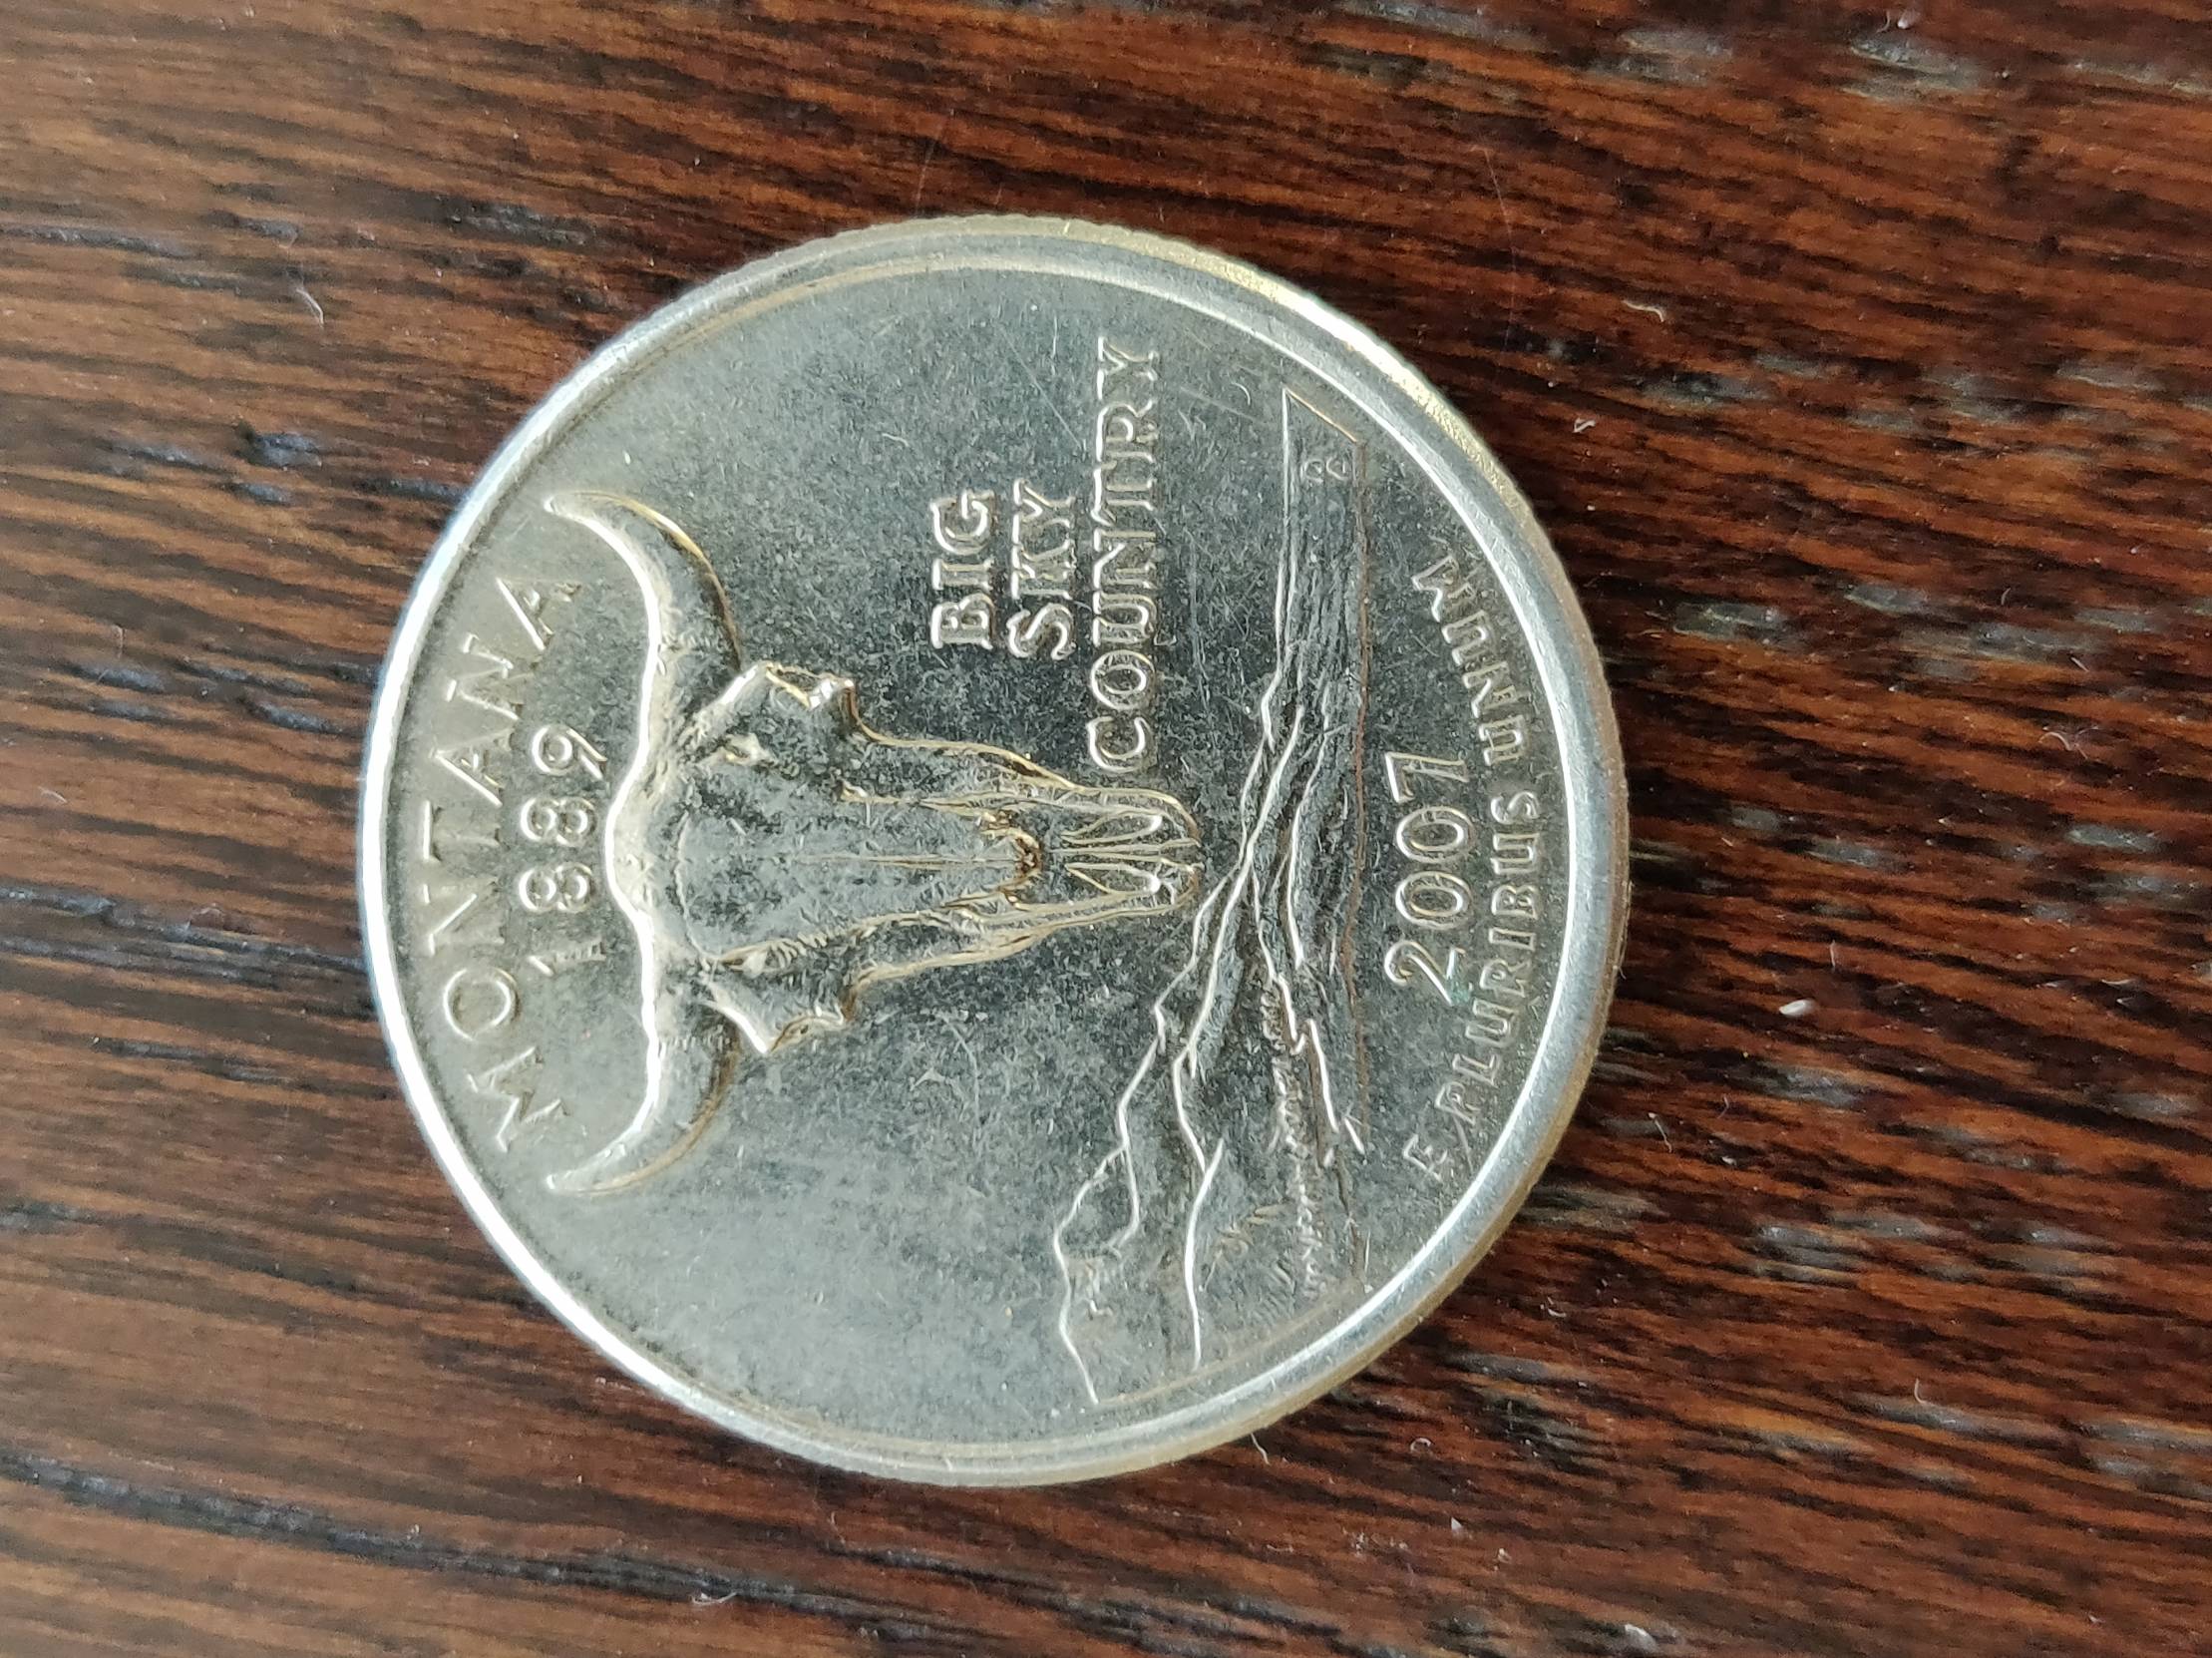 MONTANA
1889
BIG
SKY
COUNTRY
2007
E PLURIBUS UNUM